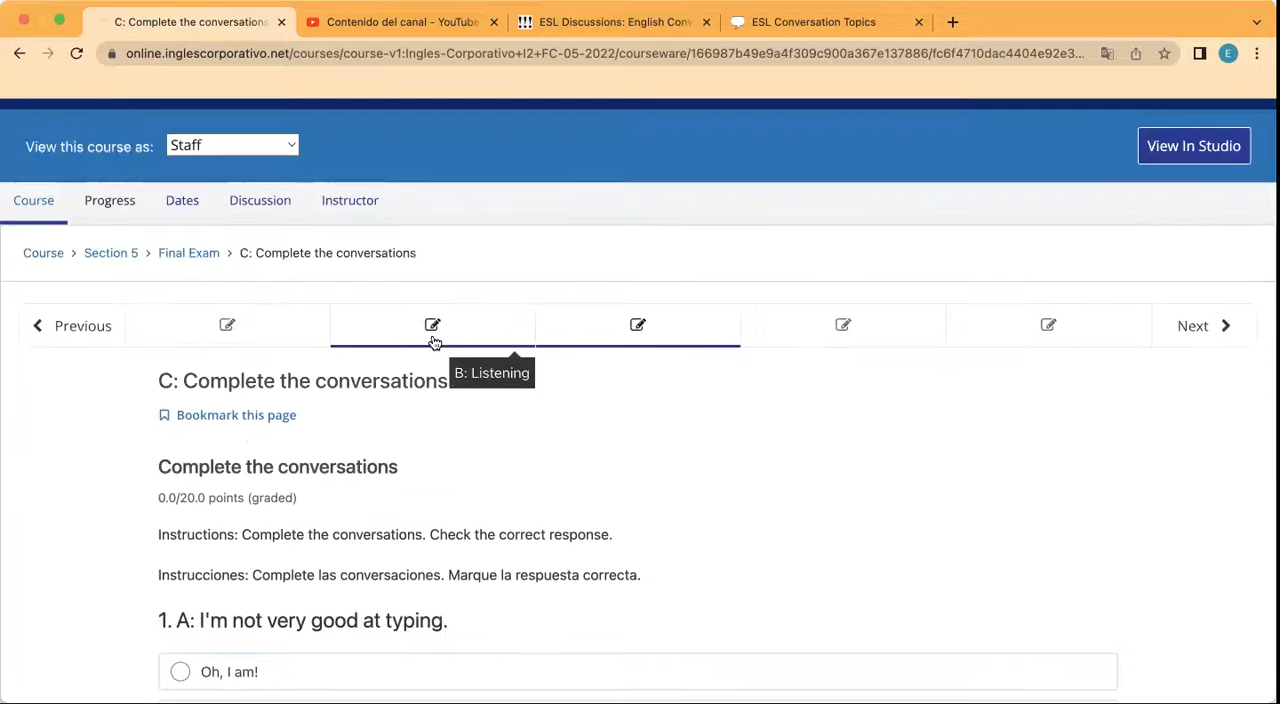 C: Complete the conversations
Contenido del canal - YouTube
ESL Discussions: English Conv
ESL Conversation Topics
online.inglescorporativo.net/courses/course-v1:Ingles-Corporativo+I2+FC-05-2022/courseware/166987b49e9a4f309c900a367e137886/fc6f4710dac4404e92e3...
E
View this course as:
Staff
View In Studio
Course
Progress
Dates
Discussion
Instructor
Course > Section 5 > Final Exam > C: Complete the conversations
Previous
Next
B: Listening
C: Complete the conversations
Bookmark this page
Complete the conversations
0.0/20.0 points (graded)
Instructions: Complete the conversations. Check the correct response.
Instrucciones: Complete las conversaciones. Marque la respuesta correcta.
1. A: I'm not very good at typing.
Oh, I am!